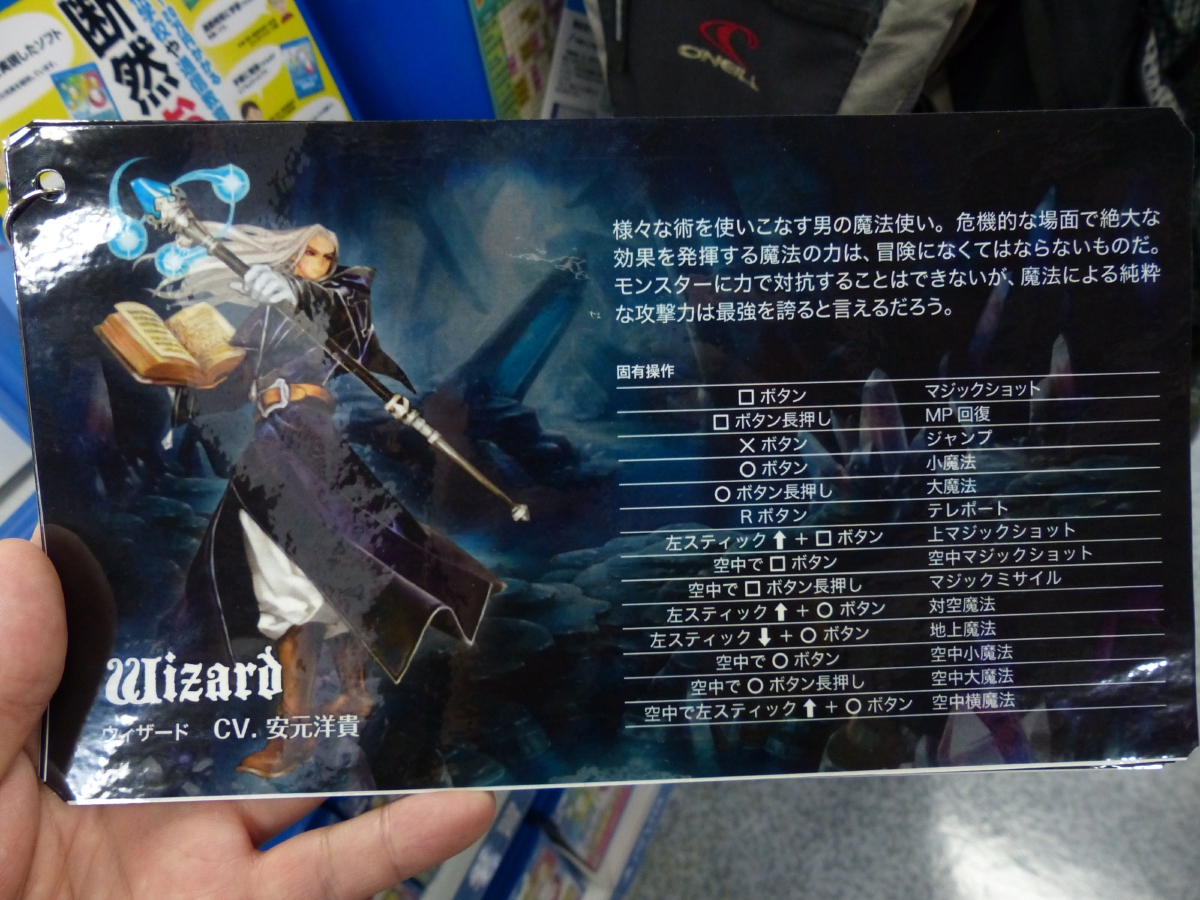 実現したソフト
断然
O'NEILL
様々な術を使いこなす男の魔法使い。危機的な場面で絶大な
効果を発揮する魔法の力は、冒険になくてはならないものだ。
モンスターに力で対抗することはできないが、魔法による純粋
な攻撃力は最強を誇ると言えるだろう。
固有操作
□ ボタン マジックショット
□ ボタン長押し MP 回復
× ボタン ジャンプ
○ ボタン 小魔法
○ ボタン長押し 大魔法
R ボタン テレポート
左スティック ⬆ + □ ボタン 上マジックショット
空中で □ ボタン 空中マジックショット
空中で □ ボタン長押し マジックミサイル
左スティック ⬆ + ○ ボタン 対空魔法
左スティック ⬇ + ○ ボタン 地上魔法
空中で ○ ボタン 空中小魔法
空中で ○ ボタン長押し 空中大魔法
空中で左スティック ⬆ + ○ ボタン 空中横魔法
Wizard
ウィザード CV. 安元洋貴